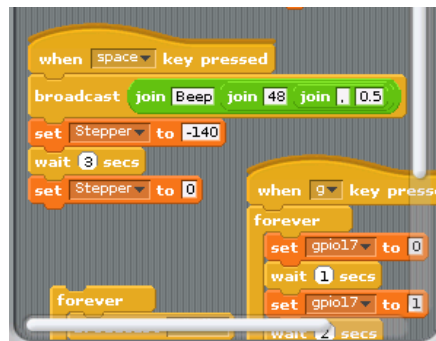 when space key pressed
broadcast join Beep join 48 join , 0.5
set Stepper to -140
wait 3 secs
set Stepper to 0
when g key presse
forever
set gpio17 to 0
wait 1 secs
set gpio17 to 1
wait 2 secs
forever